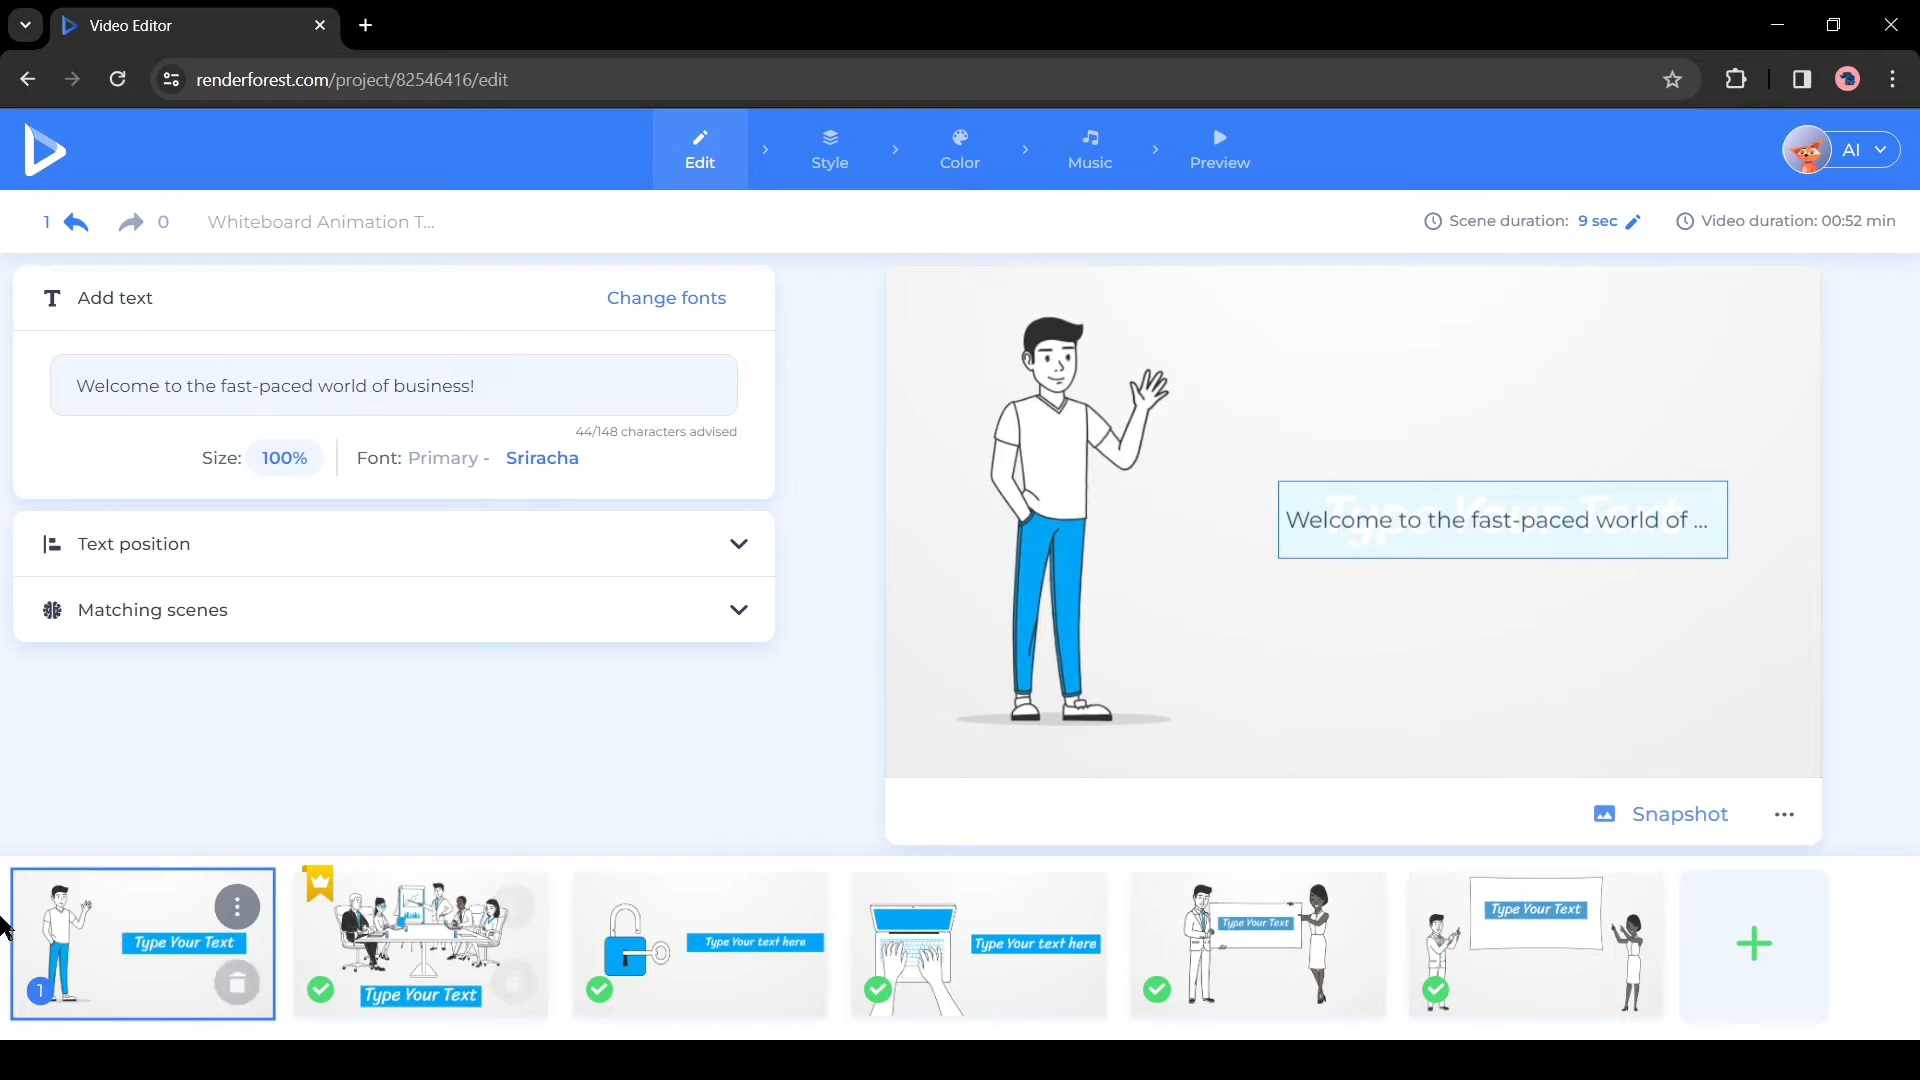 Video Editor
renderforest.com/project/82546416/edit
Edit
Style
Color
Music
Preview
AI
1
0
Whiteboard Animation T...
Scene duration: 9 sec
Video duration: 00:52 min
Add text
Change fonts
Welcome to the fast-paced world of business!
44/148 characters advised
Size: 100%
Font: Primary - Sriracha
Text position
Matching scenes
Type Your Text
Welcome to the fast-paced world of ...
Snapshot
Type Your Text
1
Type Your Text
Type Your text here
Type Your text here
Type Your Text
Type Your Text